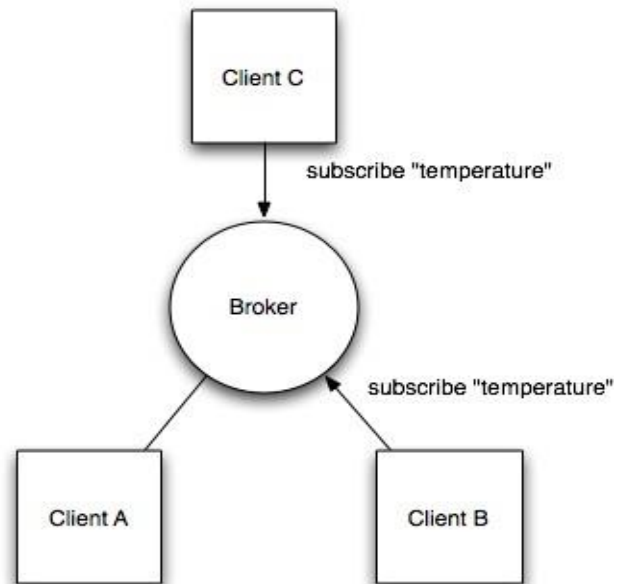 Client C
subscribe "temperature"
Broker
subscribe "temperature"
Client A
Client B